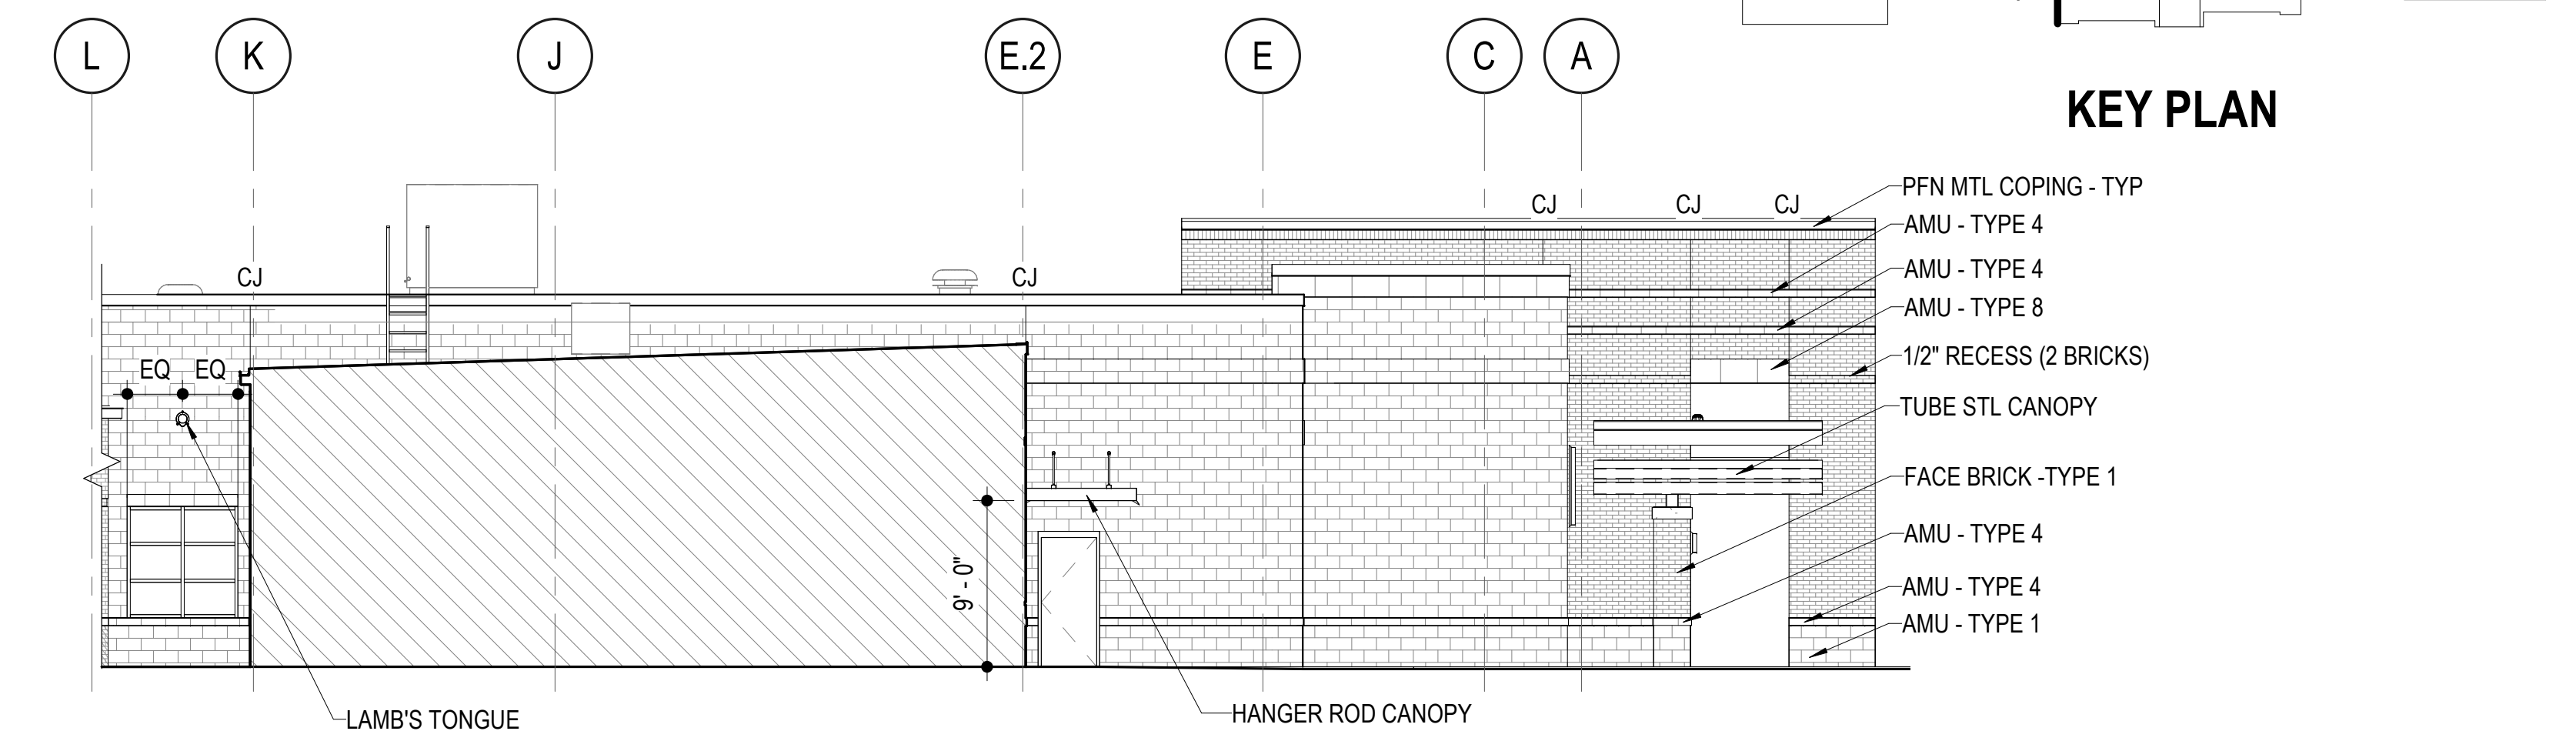 L
K
J
E.2
E
C
A
KEY PLAN
PFN MTL COPING - TYP
CJ
CJ
CJ
AMU - TYPE 4
AMU - TYPE 4
CJ
CJ
AMU - TYPE 8
1/2" RECESS (2 BRICKS)
EQ
EQ
TUBE STL CANOPY
FACE BRICK -TYPE 1
AMU - TYPE 4
9' - 0"
AMU - TYPE 4
AMU - TYPE 1
LAMB'S TONGUE
HANGER ROD CANOPY